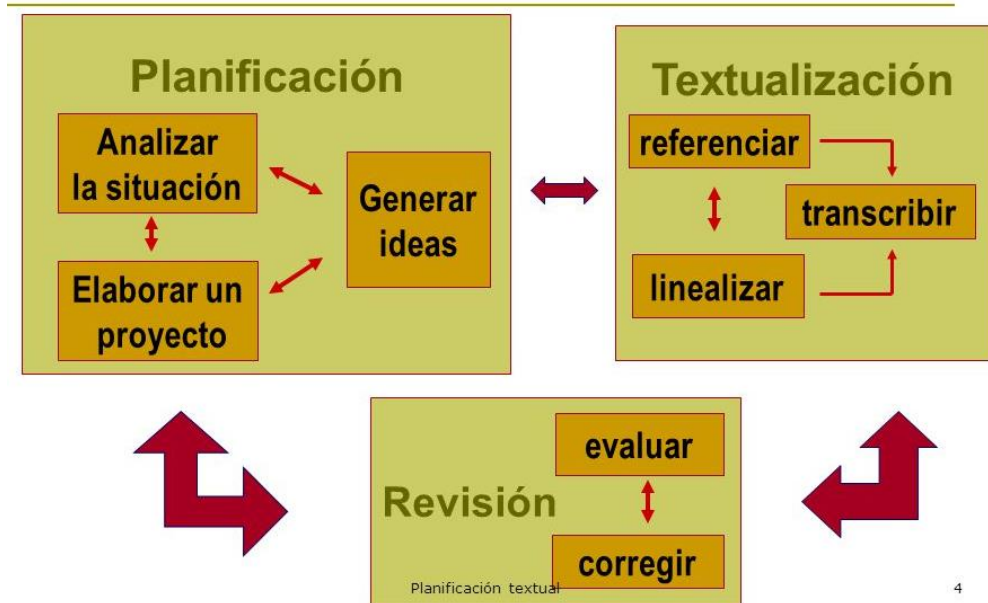 Planificación
Analizar
la situación
Elaborar un
proyecto
Generar
ideas
Textualización
referenciar
transcribir
linealizar
Revisión
evaluar
corregir
Planificación textual
4